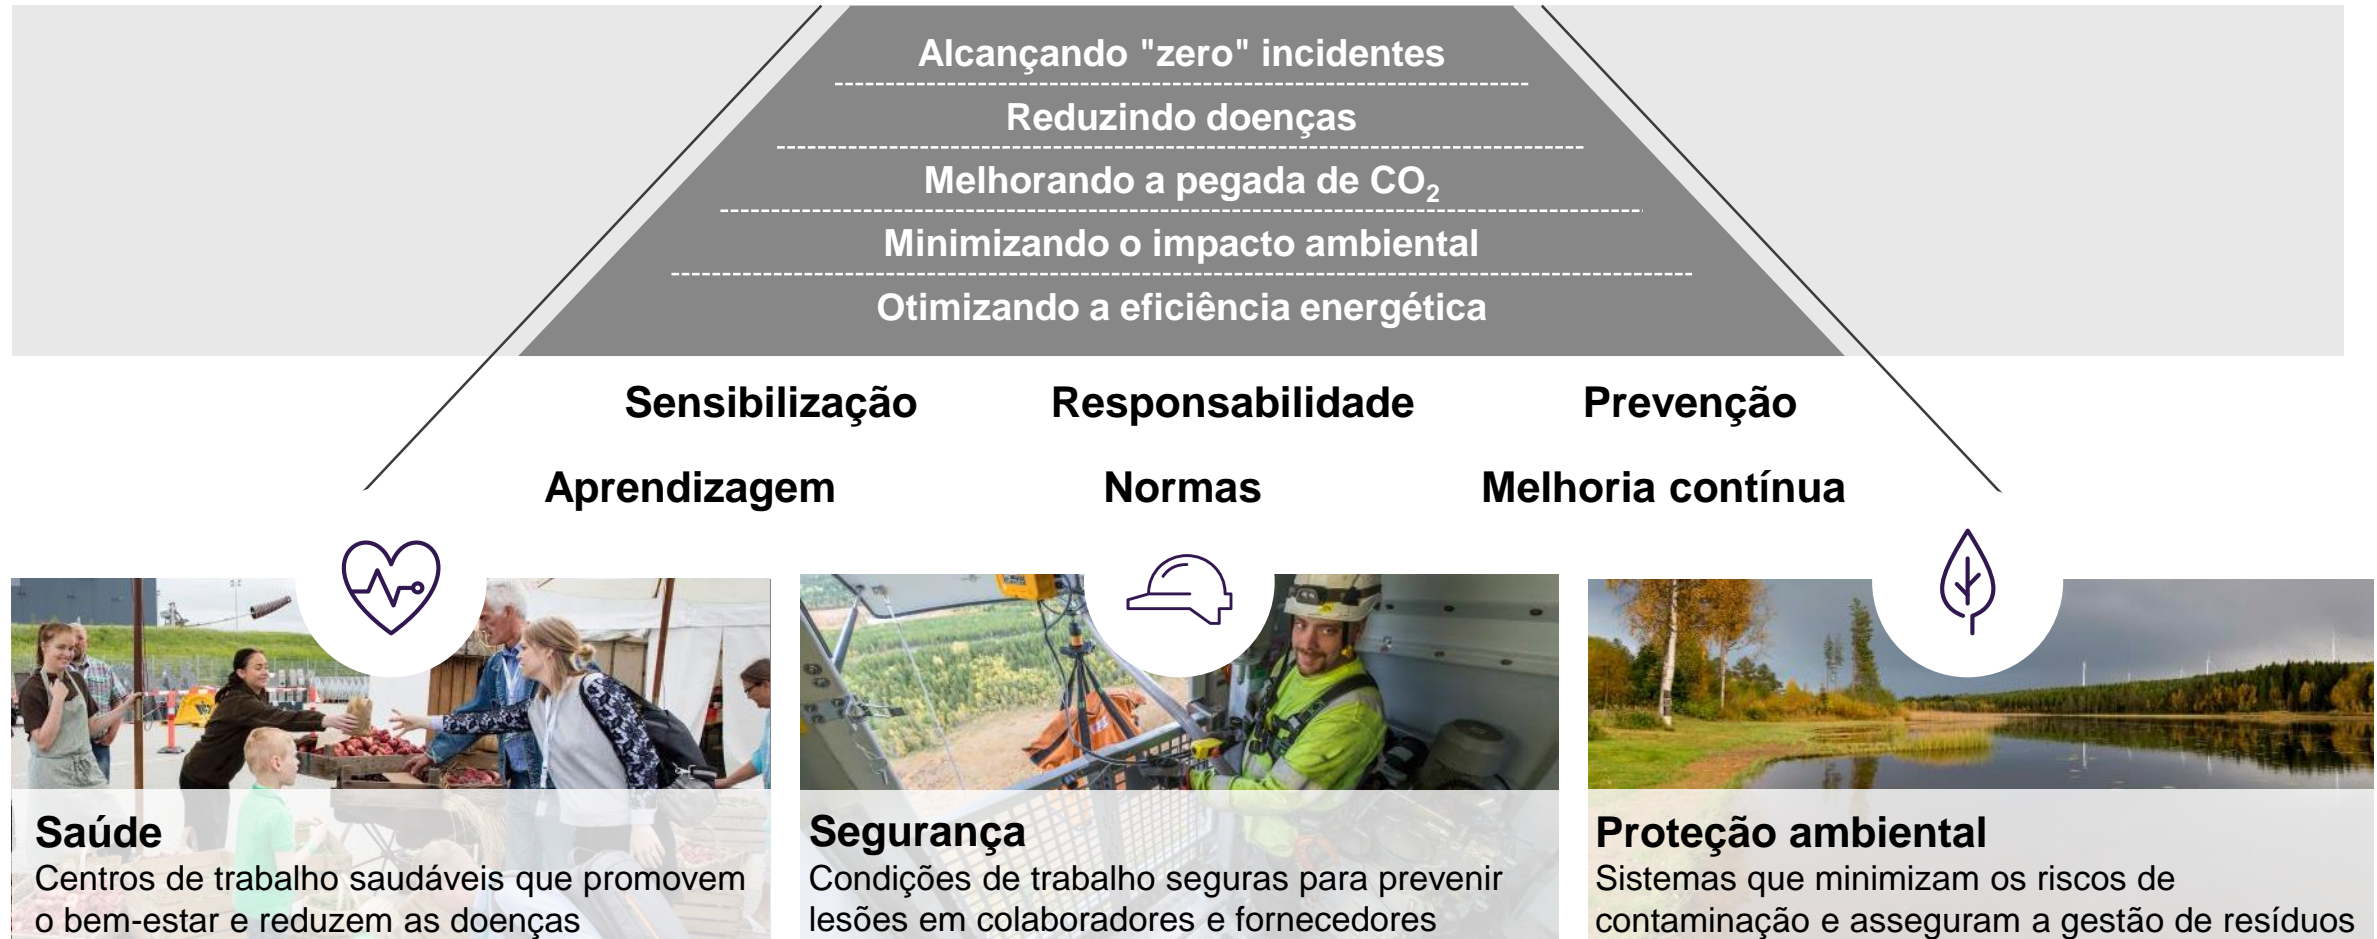 Alcançando "zero" incidentes
Reduzindo doenças
Melhorando a pegada de CO₂
Minimizando o impacto ambiental
Otimizando a eficiência energética
Sensibilização Responsabilidade Prevenção
Aprendizagem Normas Melhoria contínua
Saúde
Centros de trabalho saudáveis que promovem
o bem-estar e reduzem as doenças
Segurança
Condições de trabalho seguras para prevenir
lesões em colaboradores e fornecedores
Proteção ambiental
Sistemas que minimizam os riscos de
contaminação e asseguram a gestão de resíduos